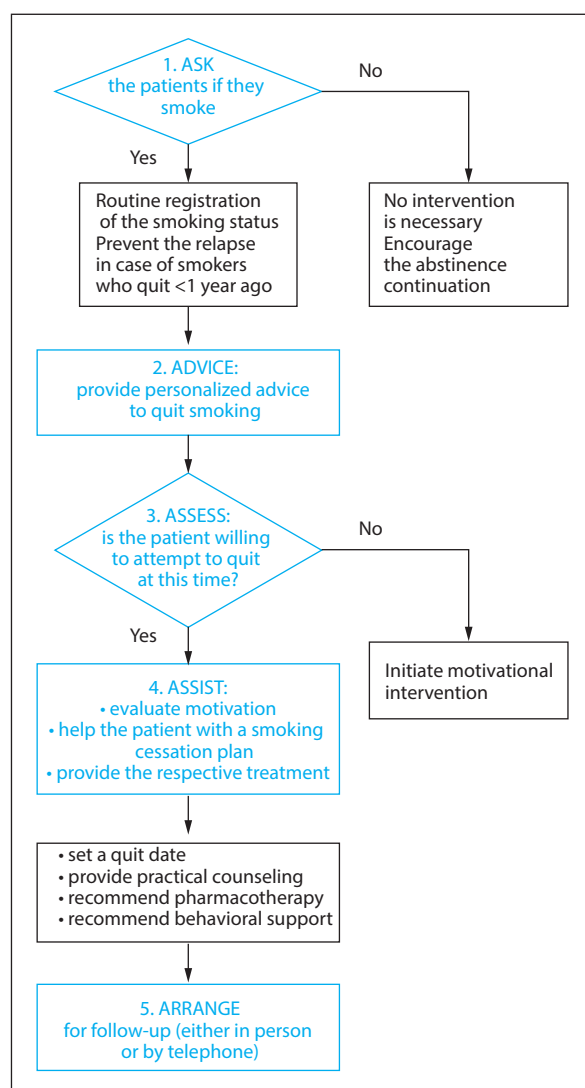 1. ASK
the patients if they
smoke
No
Yes
Routine registration
of the smoking status
Prevent the relapse
in case of smokers
who quit <1 year ago
No intervention
is necessary
Encourage
the abstinence
continuation
2. ADVICE:
provide personalized advice
to quit smoking
3. ASSESS:
is the patient willing
to attempt to quit
at this time?
No
Yes
Initiate motivational
intervention
4. ASSIST:
• evaluate motivation
• help the patient with a smoking
cessation plan
• provide the respective treatment
• set a quit date
• provide practical counseling
• recommend pharmacotherapy
• recommend behavioral support
5. ARRANGE
for follow-up (either in person
or by telephone)